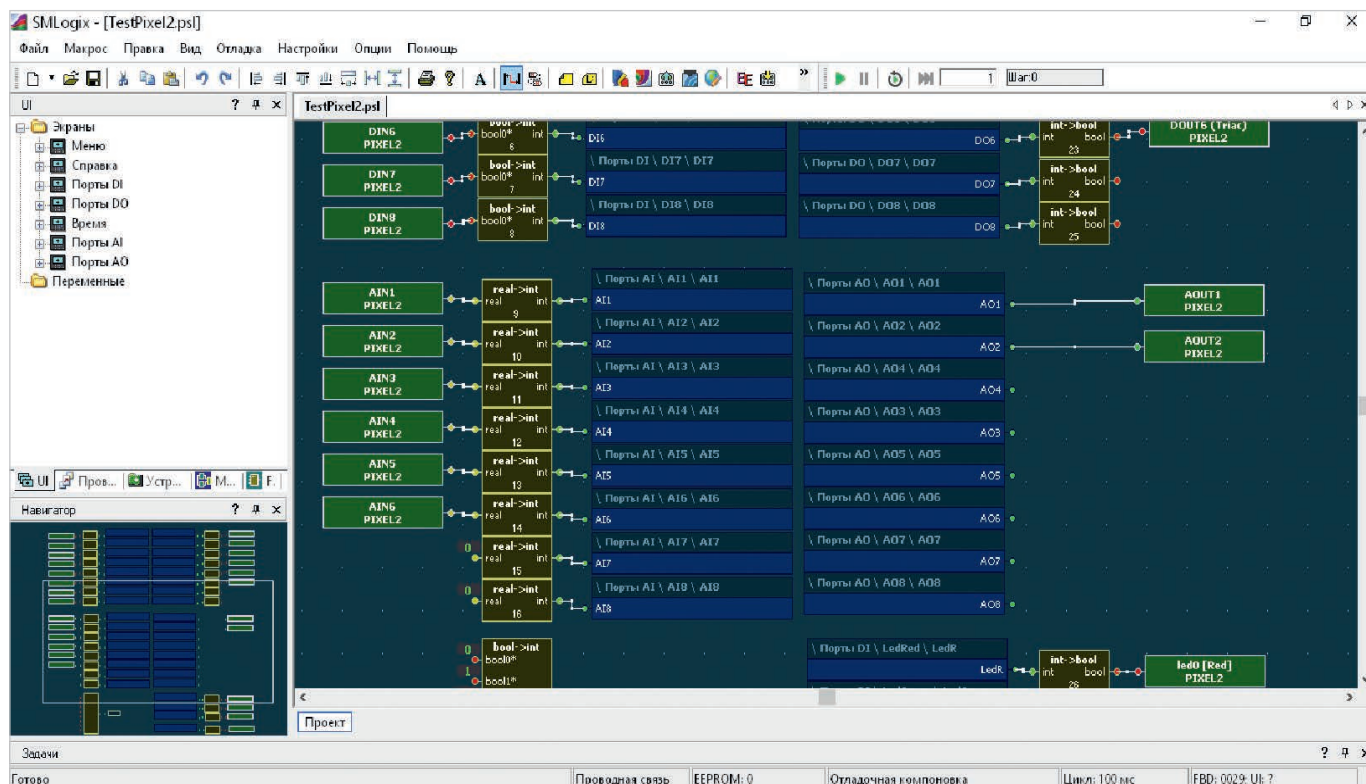 SMLogix - [TestPixel2.psl]
Файл Макрос Правка Вид Отладка Настройки Опции Помощь
1 Шаг:0
UI
TestPixel2.psl
Экраны
Меню
Справка
Порты DI
Порты DO
Время
Порты AI
Порты AO
Переменные
UI Пров... Устр... М... F.
Навигатор
DIN6
PIXEL2
bool0* int
6
DI6
DO6
int->bool
int bool
23
DOUT6 (Triac)
PIXEL2
DIN7
PIXEL2
bool->int
bool0* int
7
\ Порты DI \ DI7 \ DI7
DI7
\ Порты DO \ DO7 \ DO7
DO7
int->bool
int bool
24
DIN8
PIXEL2
bool->int
bool0* int
8
\ Порты DI \ DI8 \ DI8
DI8
\ Порты DO \ DO8 \ DO8
DO8
int->bool
int bool
25
AIN1
PIXEL2
real->int
real int
9
\ Порты AI \ AI1 \ AI1
AI1
\ Порты AO \ AO1 \ AO1
AO1
AOUT1
PIXEL2
AIN2
PIXEL2
real->int
real int
10
\ Порты AI \ AI2 \ AI2
AI2
\ Порты AO \ AO2 \ AO2
AO2
AOUT2
PIXEL2
AIN3
PIXEL2
real->int
real int
11
\ Порты AI \ AI3 \ AI3
AI3
\ Порты AO \ AO4 \ AO4
AO4
AIN4
PIXEL2
real->int
real int
12
\ Порты AI \ AI4 \ AI4
AI4
\ Порты AO \ AO3 \ AO3
AO3
AIN5
PIXEL2
real->int
real int
13
\ Порты AI \ AI5 \ AI5
AI5
\ Порты AO \ AO5 \ AO5
AO5
AIN6
PIXEL2
real->int
real int
14
\ Порты AI \ AI6 \ AI6
AI6
\ Порты AO \ AO6 \ AO6
AO6
0
real->int
real int
15
\ Порты AI \ AI7 \ AI7
AI7
\ Порты AO \ AO7 \ AO7
AO7
0
real->int
real int
16
\ Порты AI \ AI8 \ AI8
AI8
\ Порты AO \ AO8 \ AO8
AO8
0
bool->int
bool0*
1
bool1*
\ Порты DI \ LedRed \ LedR
LedR
int->bool
int bool
26
led0 [Red]
PIXEL2
Проект
Задачи
Готово Проводная связь EEPROM: 0 Отладочная компоновка Цикл: 100 мс FBD: 0029; UI: ?